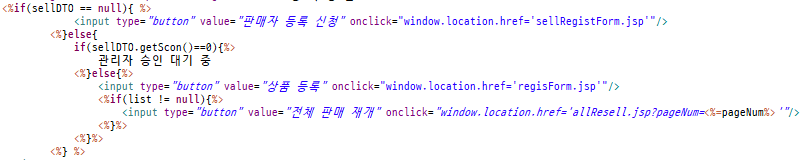 <%if(sellDTO == null){ %>
<input type="button" value="판매자 등록 신청" onclick="window.location.href='sellRegistForm.jsp'"/>
<%}else{
if(sellDTO.getScon()==0){%>
관리자 승인 대기 중
<%}else{%>
<input type="button" value="상품 등록" onclick="window.location.href='regisForm.jsp'"/>
<%if(list != null){%>
<input type="button" value="전체 판매 재개" onclick="window.location.href='allResell.jsp?pageNum=<%=pageNum%>'"/>
<%}%>
<%}%>
<%} %>